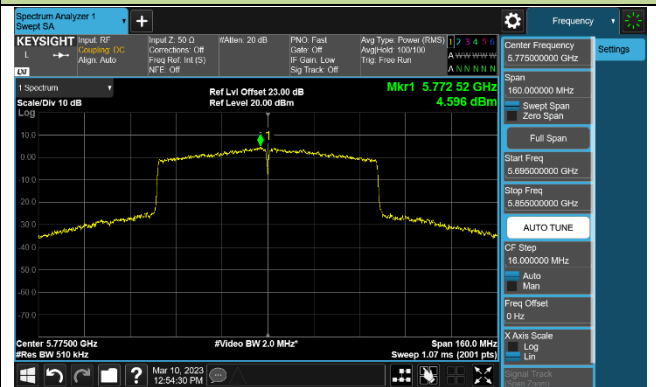 Spectrum Analyzer 1
Swept SA
+
Frequency
KEYSIGHT
L
LXI
Input: RF
Coupling: DC
Align: Auto
Input Z: 50 Ω
Corrections: Off
Freq Ref: Int (S)
NFE: Off
#Atten: 20 dB
PNO: Fast
Gate: Off
IF Gain: Low
Sig Track: Off
Avg Type: Power (RMS)
Avg|Hold: 100/100
Trig: Free Run
1 2 3 4 5 6
A W W W W W
A N N N N N
Center Frequency
5.775000000 GHz
Settings
Span
160.000000 MHz
Swept Span
Zero Span
Full Span
Start Freq
5.695000000 GHz
Stop Freq
5.855000000 GHz
AUTO TUNE
CF Step
16.000000 MHz
Auto
Man
Freq Offset
0 Hz
X Axis Scale
Log
Lin
Signal Track
(Span Zoom)
1 Spectrum
Scale/Div 10 dB
Log
Ref Lvl Offset 23.00 dB
Ref Level 20.00 dBm
Mkr1 5.772 52 GHz
4.596 dBm
1
10.0
0.00
-10.0
-20.0
-30.0
-40.0
-50.0
-60.0
-70.0
Center 5.77500 GHz
#Res BW 510 kHz
#Video BW 2.0 MHz*
Span 160.0 MHz
Sweep 1.07 ms (2001 pts)
?
Mar 10, 2023
12:54:30 PM